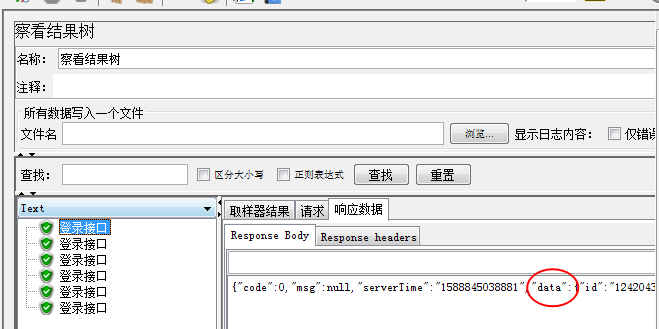 察看结果树
名称： 察看结果树
注释：
所有数据写入一个文件
文件名 浏览... 显示日志内容： 仅错误
查找： 区分大小写 正则表达式 查找 重置
Text
登录接口
登录接口
登录接口
登录接口
登录接口
登录接口
取样器结果 请求 响应数据
Response Body Response headers
{"code":0,"msg":null,"serverTime":"1588845038881","data":{"id":"1242043